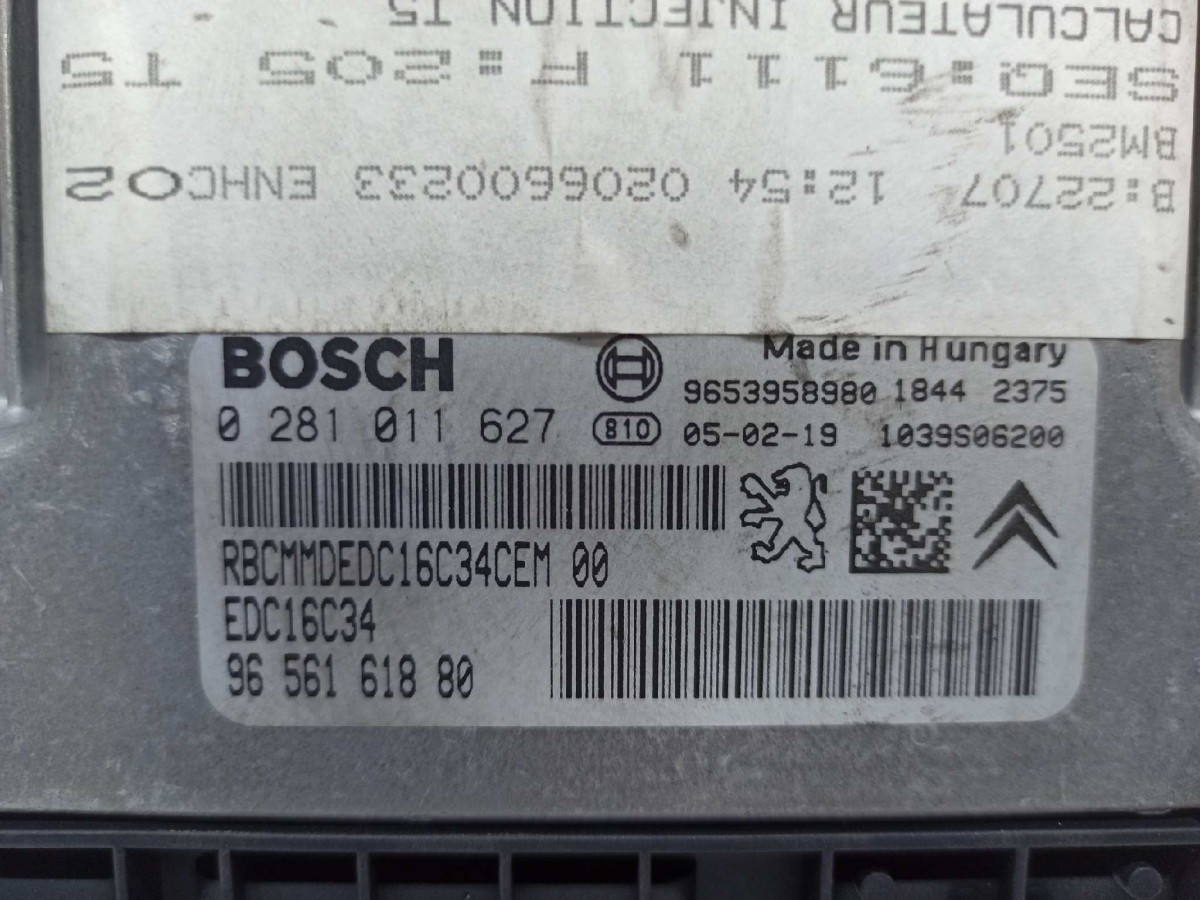 CALCULATEUR INJECTION T5
SEQ:6111 F:205 T5
BM2501
B:22707 12:54 0206600233 ENHC02
BOSCH
Made in Hungary
9653958980 1844 2375
0 281 011 627
810
05-02-19 1039S06200
RBCMMDEDC16C34CEM 00
EDC16C34
96 561 618 80